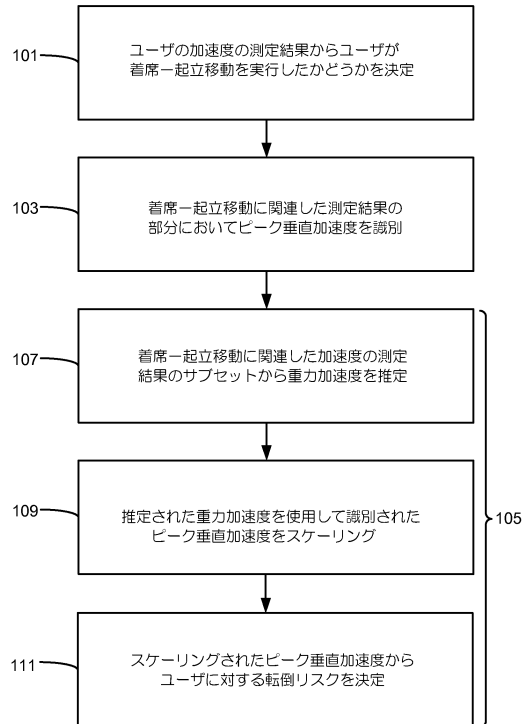 101
ユーザの加速度の測定結果からユーザが
着席ー起立移動を実行したかどうかを決定
103
着席ー起立移動に関連した測定結果の
部分においてピーク垂直加速度を識別
107
着席ー起立移動に関連した加速度の測定
結果のサブセットから重力加速度を推定
109
推定された重力加速度を使用して識別された
ピーク垂直加速度をスケーリング
105
111
スケーリングされたピーク垂直加速度から
ユーザに対する転倒リスクを決定